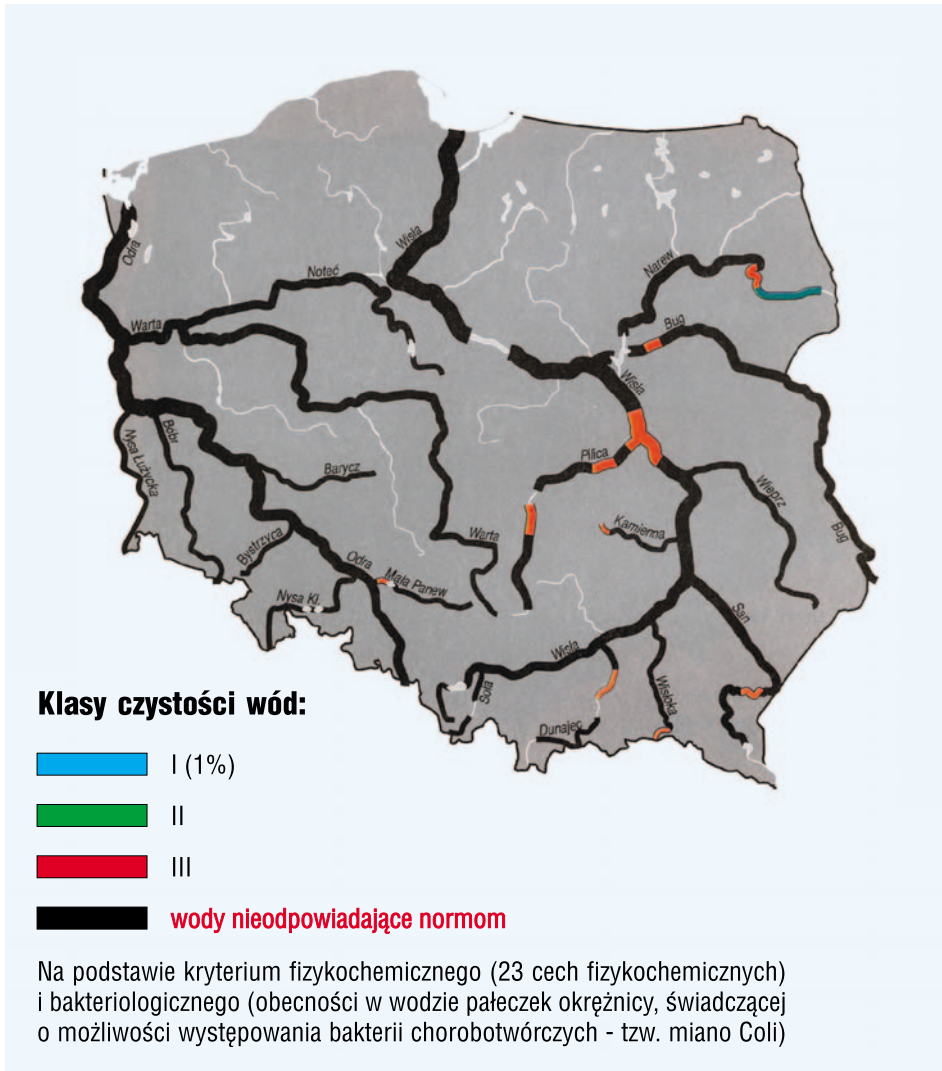 Odra
Wisła
Noteć
Narew
Warta
Bug
Wisła
Bóbr
Nysa Łużycka
Barycz
Pilica
Wieprz
Bystrzyca
Warta
Kamienna
Bug
Odra
Mała Panew
Nysa Kł.
San
Wisła
Soła
Wisłoka
Dunajec
Klasy czystości wód:
I (1%)
II
III
wody nieodpowiadające normom
Na podstawie kryterium fizykochemicznego (23 cech fizykochemicznych)
i bakteriologicznego (obecności w wodzie pałeczek okrężnicy, świadczącej
o możliwości występowania bakterii chorobotwórczych - tzw. miano Coli)